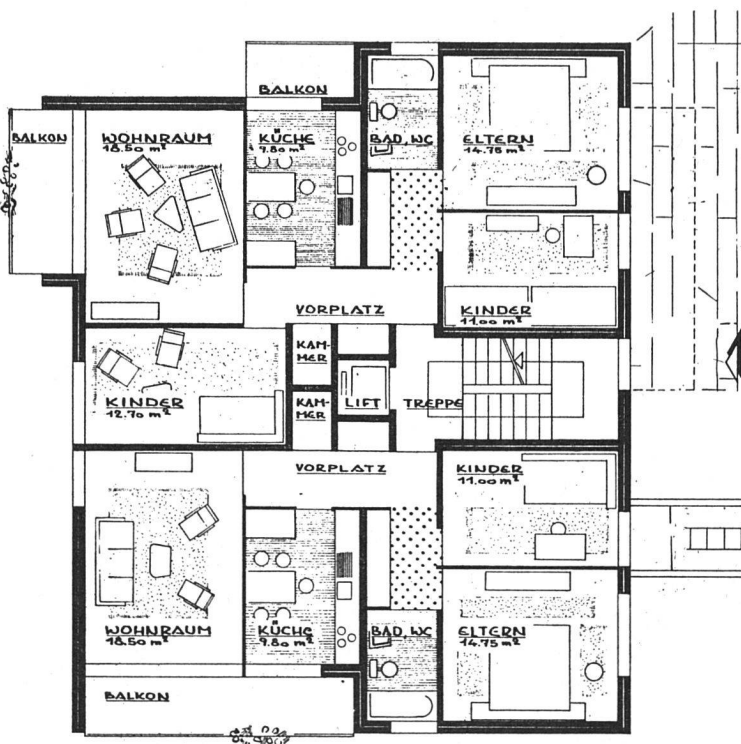 BALKON
BALKON
WOHNRAUM
18.50 m²
KÜCHE
9.80 m²
BAD, WC
ELTERN
14.75 m²
VORPLATZ
KINDER
11.00 m²
KAM-
MER
KINDER
12.70 m²
KAM-
MER
LIFT
TREPPE
VORPLATZ
KINDER
11.00 m²
WOHNRAUM
18.50 m²
KÜCHE
9.80 m²
BAD, WC
ELTERN
14.75 m²
BALKON